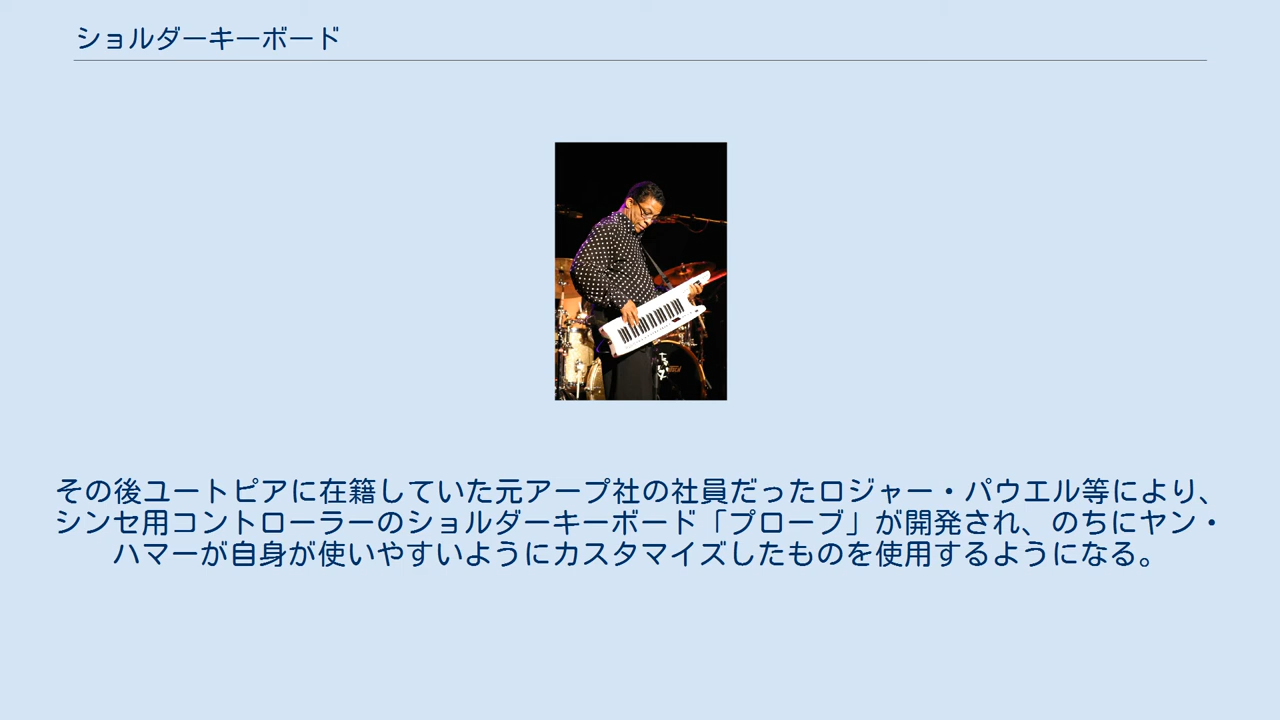 ショルダーキーボード
その後ユートピアに在籍していた元アープ社の社員だったロジャー・パウエル等により、
シンセ用コントローラーのショルダーキーボード「プローブ」が開発され、のちにヤン・
ハマーが自身が使いやすいようにカスタマイズしたものを使用するようになる。